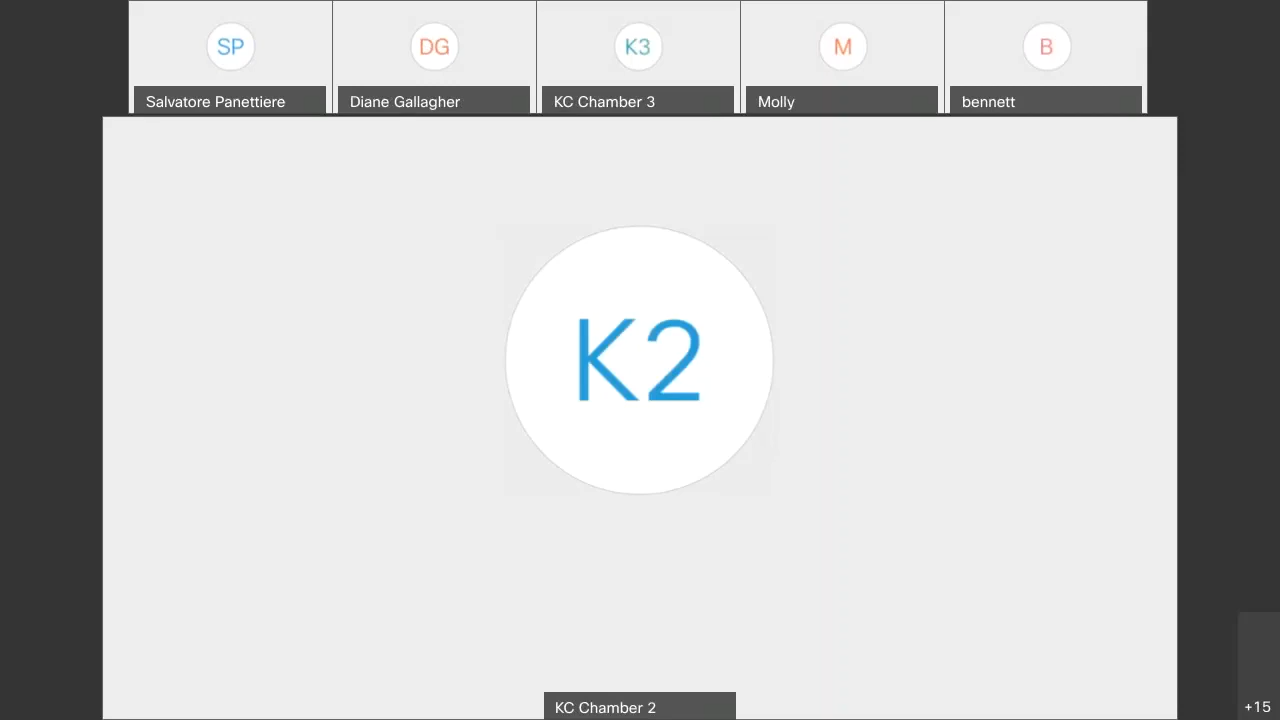 SP
DG
K3
M
B
Salvatore Panettiere
Diane Gallagher
KC Chamber 3
Molly
bennett
K2
KC Chamber 2
+15